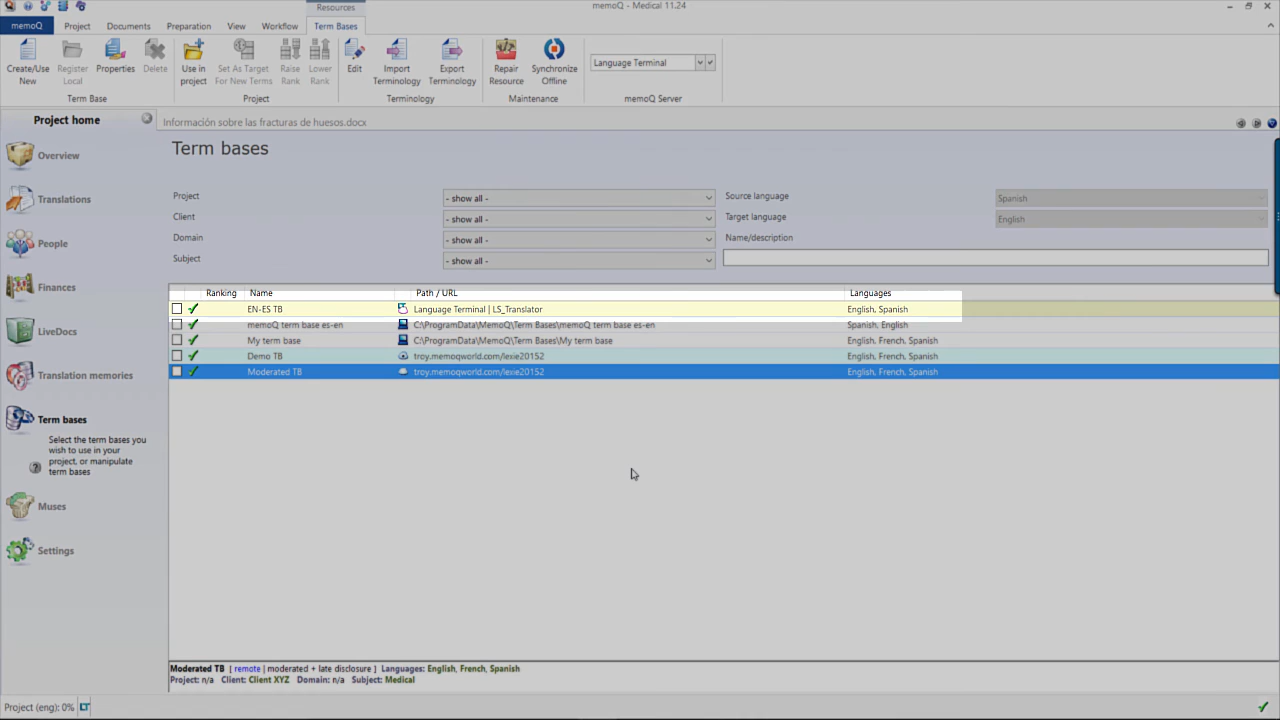 Resources
memoQ - Medical 11.24
memoQ Project Documents Preparation View Workflow Term Bases
Create/Use New
Register Local
Properties
Delete
Use in project
Set As Target For New Terms
Raise Rank
Lower Rank
Edit
Import Terminology
Export Terminology
Repair Resource
Synchronize Offline
Language Terminal
Term Base Project Terminology Maintenance memoQ Server
Project home
Información sobre las fracturas de huesos.docx
Overview
Translations
People
Finances
LiveDocs
Translation memories
Term bases
Select the term bases you
wish to use in your
project, or manipulate
term bases
Muses
Settings
Term bases
Project - show all - Source language Spanish
Client - show all - Target language English
Domain - show all - Name/description
Subject - show all -
Ranking Name Path / URL Languages
EN-ES TB Language Terminal | LS_Translator English, Spanish
memoQ term base es-en C:\ProgramData\MemoQ\Term Bases\memoQ term base es-en Spanish, English
My term base C:\ProgramData\MemoQ\Term Bases\My term base English, French, Spanish
Demo TB troy.memoqworld.com/lexie20152 English, French, Spanish
Moderated TB troy.memoqworld.com/lexie20152 English, French, Spanish
Moderated TB [ remote | moderated + late disclosure ] Languages: English, French, Spanish
Project: n/a Client: Client XYZ Domain: n/a Subject: Medical
Project (eng): 0% LT